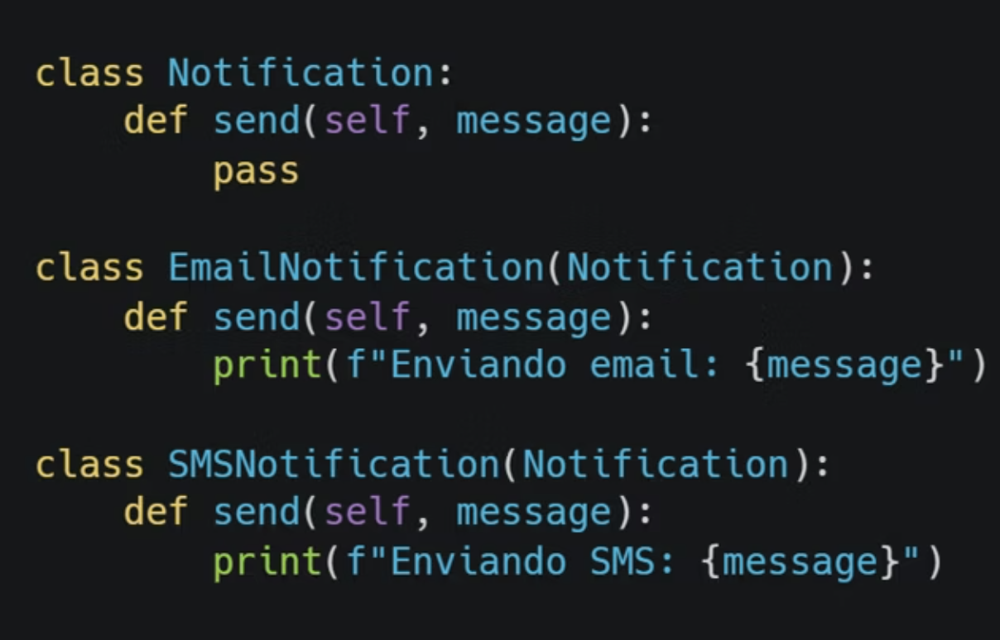 class Notification:
    def send(self, message):
        pass
class EmailNotification(Notification):
    def send(self, message):
        print(f"Enviando email: {message}")
class SMSNotification(Notification):
    def send(self, message):
        print(f"Enviando SMS: {message}")